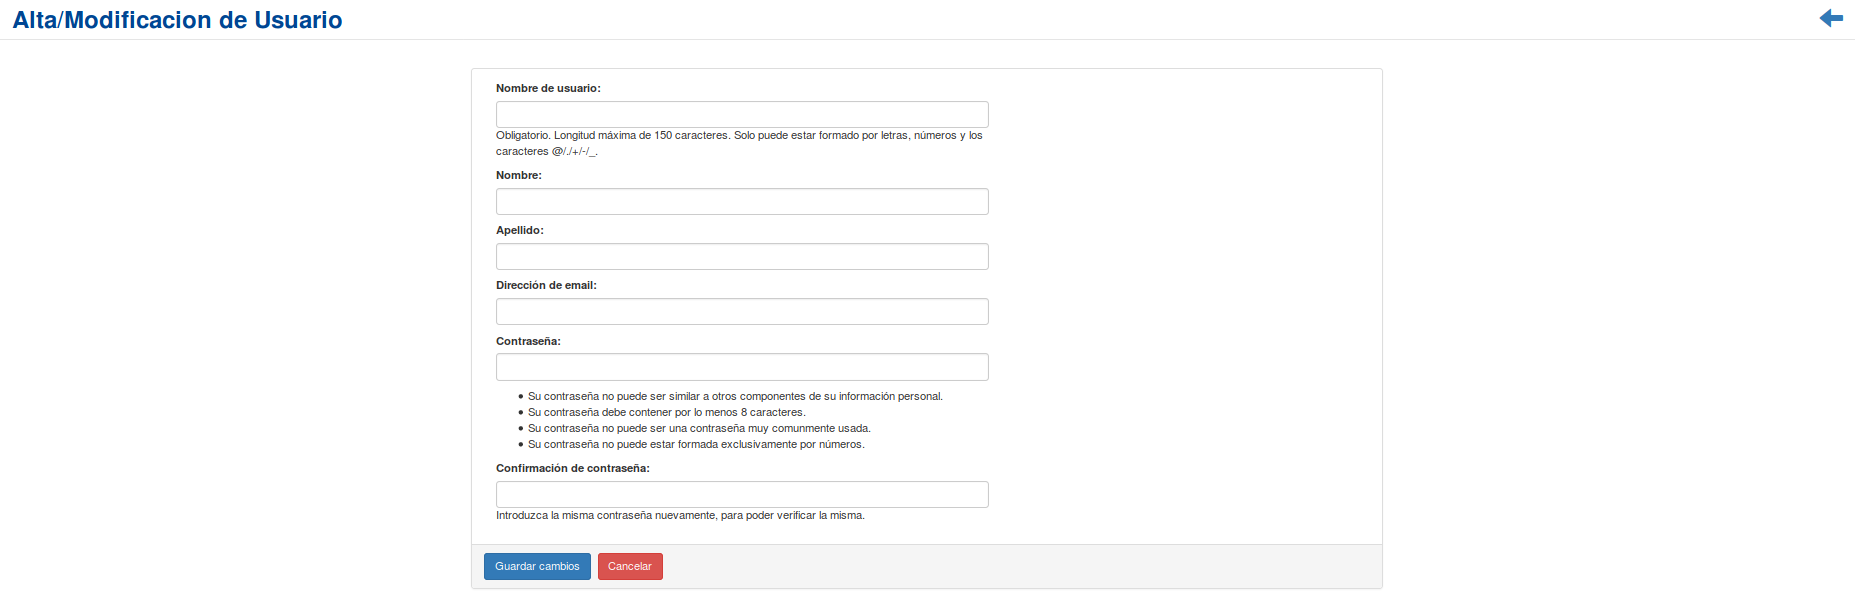 Alta/Modificacion de Usuario
Nombre de usuario:
Obligatorio. Longitud máxima de 150 caracteres. Solo puede estar formado por letras, números y los
caracteres @/./+/-/_.
Nombre:
Apellido:
Dirección de email:
Contraseña:
• Su contraseña no puede ser similar a otros componentes de su información personal.
• Su contraseña debe contener por lo menos 8 caracteres.
• Su contraseña no puede ser una contraseña muy comunmente usada.
• Su contraseña no puede estar formada exclusivamente por números.
Confirmación de contraseña:
Introduzca la misma contraseña nuevamente, para poder verificar la misma.
Guardar cambios Cancelar